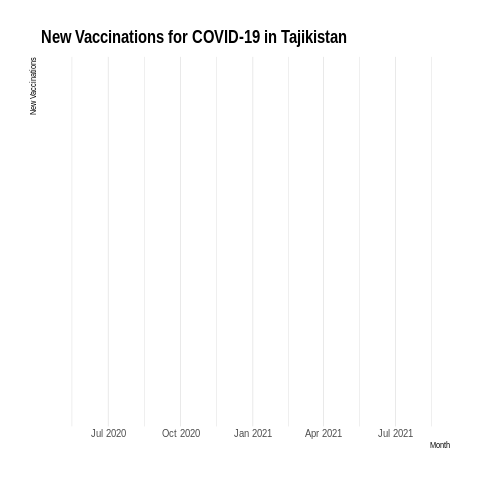 New Vaccinations for COVID-19 in Tajikistan
New Vaccinations
Jul 2020 Oct 2020 Jan 2021 Apr 2021 Jul 2021
Month